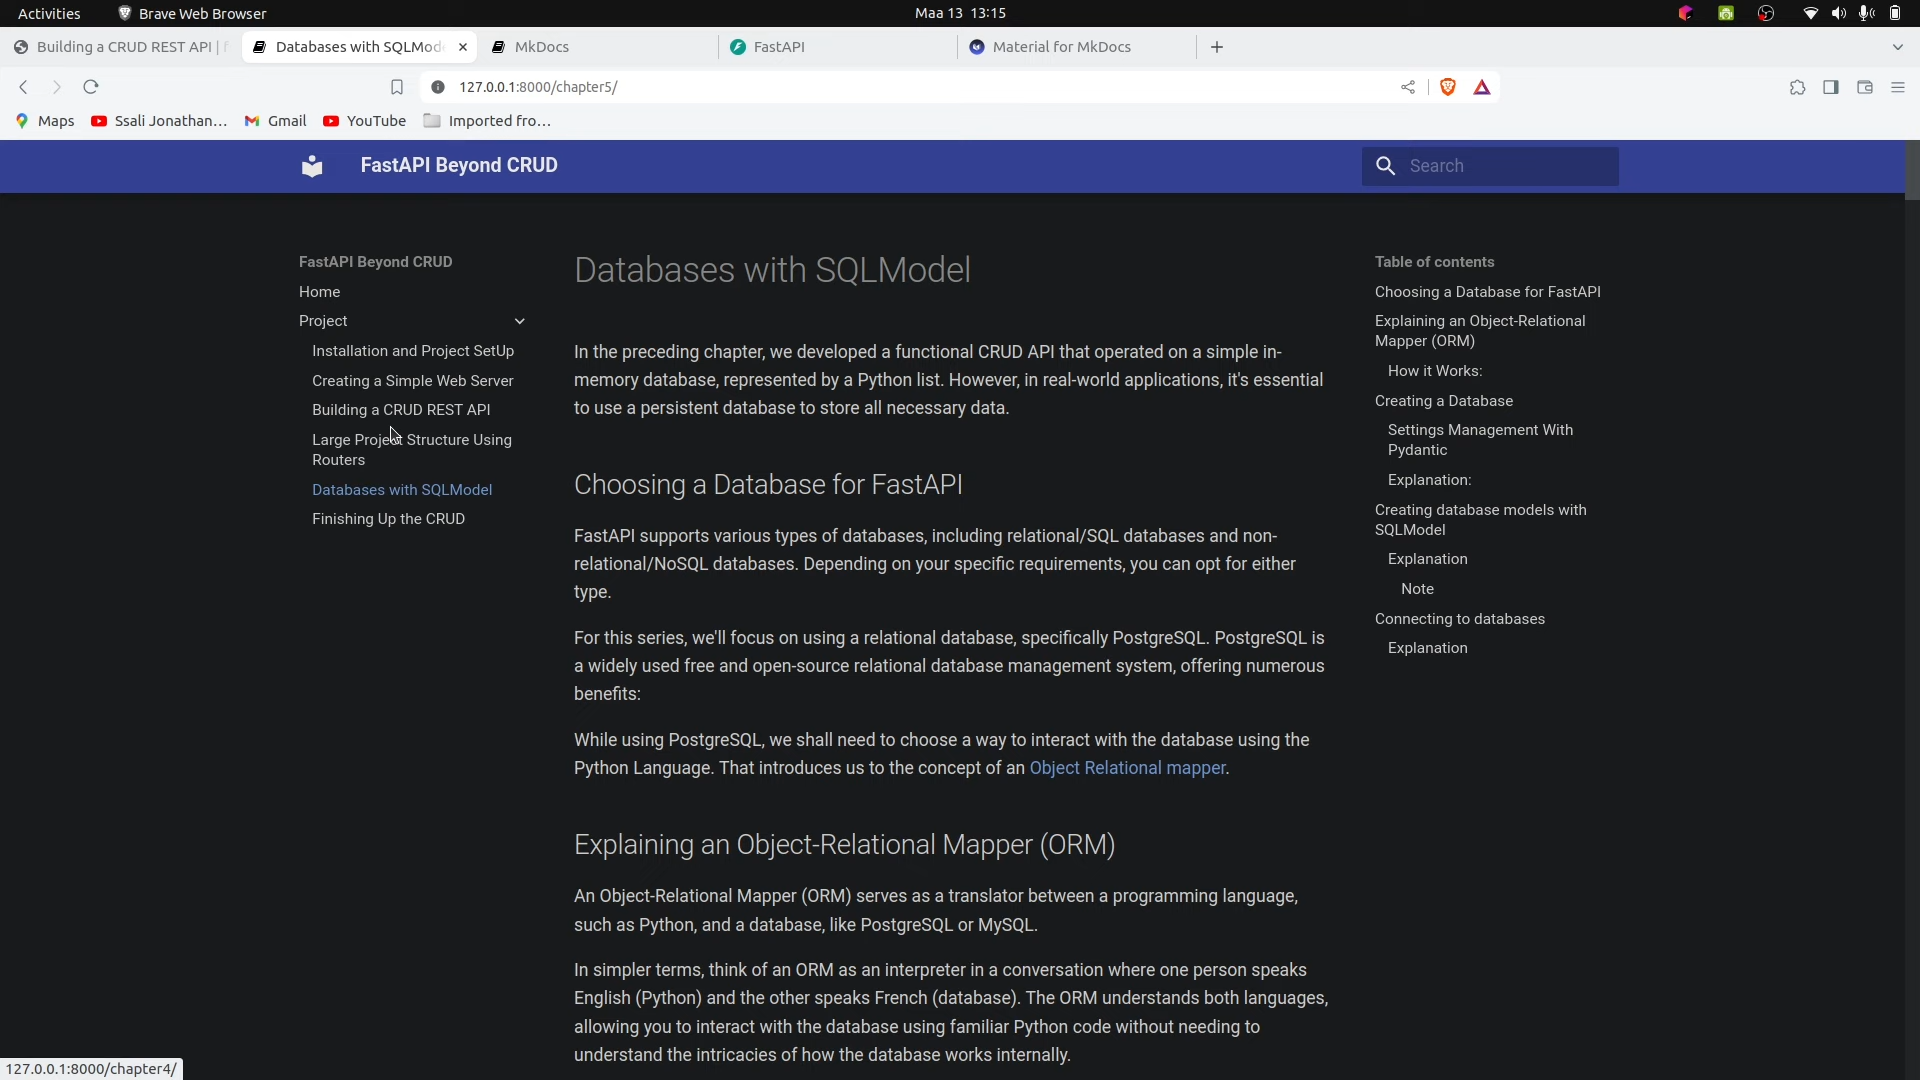 Activities
Brave Web Browser
Maa 13 13:15
Building a CRUD REST API |
Databases with SQLMod
MkDocs
FastAPI
Material for MkDocs
127.0.0.1:8000/chapter5/
Maps
Ssali Jonathan...
Gmail
YouTube
Imported fro...
FastAPI Beyond CRUD
Search
FastAPI Beyond CRUD
Home
Project
Installation and Project SetUp
Creating a Simple Web Server
Building a CRUD REST API
Large Project Structure Using
Routers
Databases with SQLModel
Finishing Up the CRUD
Databases with SQLModel
In the preceding chapter, we developed a functional CRUD API that operated on a simple in-
memory database, represented by a Python list. However, in real-world applications, it's essential
to use a persistent database to store all necessary data.
Choosing a Database for FastAPI
FastAPI supports various types of databases, including relational/SQL databases and non-
relational/NoSQL databases. Depending on your specific requirements, you can opt for either
type.
For this series, we'll focus on using a relational database, specifically PostgreSQL. PostgreSQL is
a widely used free and open-source relational database management system, offering numerous
benefits:
While using PostgreSQL, we shall need to choose a way to interact with the database using the
Python Language. That introduces us to the concept of an Object Relational mapper.
Explaining an Object-Relational Mapper (ORM)
An Object-Relational Mapper (ORM) serves as a translator between a programming language,
such as Python, and a database, like PostgreSQL or MySQL.
In simpler terms, think of an ORM as an interpreter in a conversation where one person speaks
English (Python) and the other speaks French (database). The ORM understands both languages,
allowing you to interact with the database using familiar Python code without needing to
understand the intricacies of how the database works internally.
Table of contents
Choosing a Database for FastAPI
Explaining an Object-Relational
Mapper (ORM)
How it Works:
Creating a Database
Settings Management With
Pydantic
Explanation:
Creating database models with
SQLModel
Explanation
Note
Connecting to databases
Explanation
127.0.0.1:8000/chapter4/